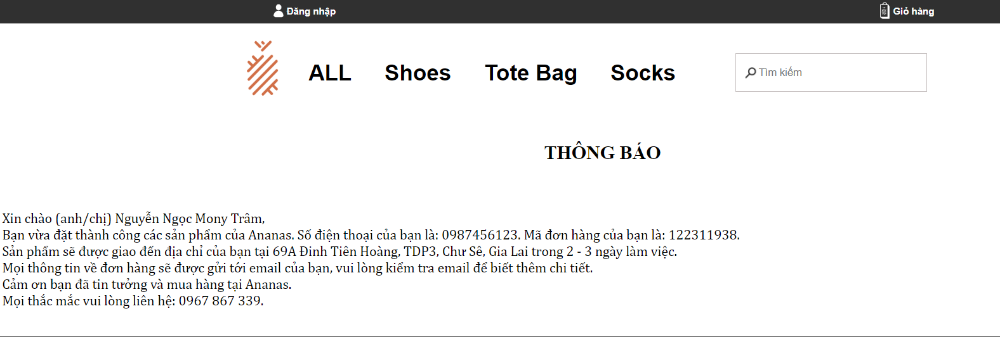 Đăng nhập
Giỏ hàng
ALL
Shoes
Tote Bag
Socks
Tìm kiếm
THÔNG BÁO
Xin chào (anh/chị) Nguyễn Ngọc Mony Trâm,
Bạn vừa đặt thành công các sản phẩm của Ananas. Số điện thoại của bạn là: 0987456123. Mã đơn hàng của bạn là: 122311938.
Sản phẩm sẽ được giao đến địa chỉ của bạn tại 69A Đinh Tiên Hoàng, TDP3, Chư Sê, Gia Lai trong 2 - 3 ngày làm việc.
Mọi thông tin về đơn hàng sẽ được gửi tới email của bạn, vui lòng kiểm tra email để biết thêm chi tiết.
Cảm ơn bạn đã tin tưởng và mua hàng tại Ananas.
Mọi thắc mắc vui lòng liên hệ: 0967 867 339.